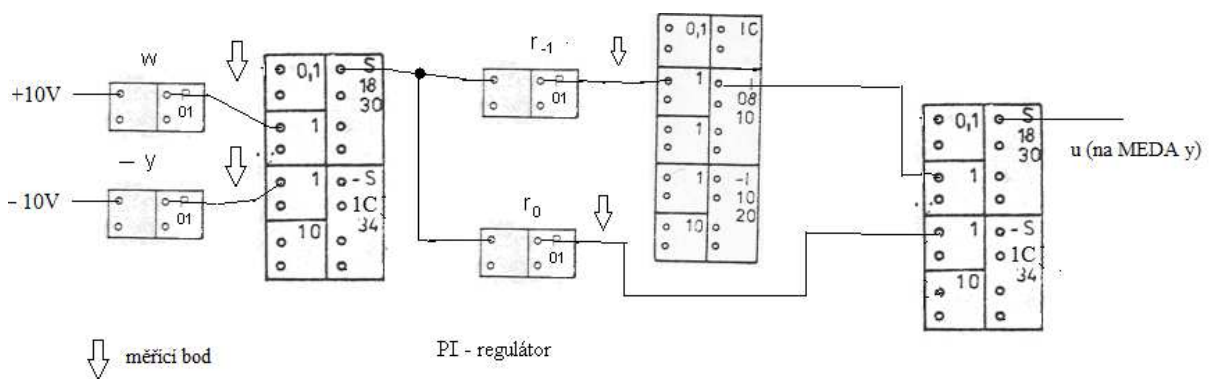 w
+10V
P
01
− y
− 10V
P
01
0,1
S
18
30
1
1
- S
1C
34
10
r-1
P
01
r0
P
01
0,1
IC
1
I
08
10
1
1
-I
10
20
10
0,1
S
18
30
1
1
- S
1C
34
10
u (na MEDA y)
měřicí bod
PI - regulátor